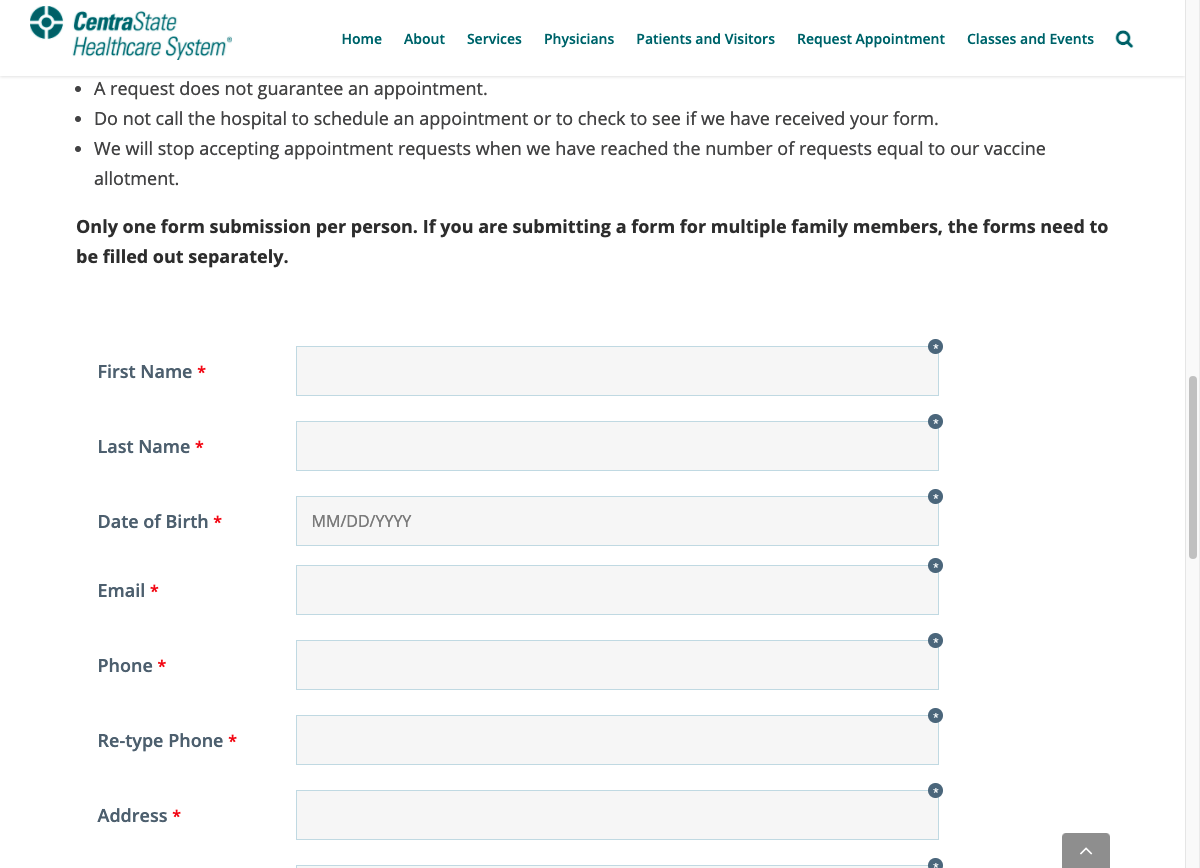 CentraState
Healthcare System®
Home About Services Physicians Patients and Visitors Request Appointment Classes and Events
• A request does not guarantee an appointment.
• Do not call the hospital to schedule an appointment or to check to see if we have received your form.
• We will stop accepting appointment requests when we have reached the number of requests equal to our vaccine
allotment.
Only one form submission per person. If you are submitting a form for multiple family members, the forms need to
be filled out separately.
First Name *
Last Name *
Date of Birth * MM/DD/YYYY
Email *
Phone *
Re-type Phone *
Address *